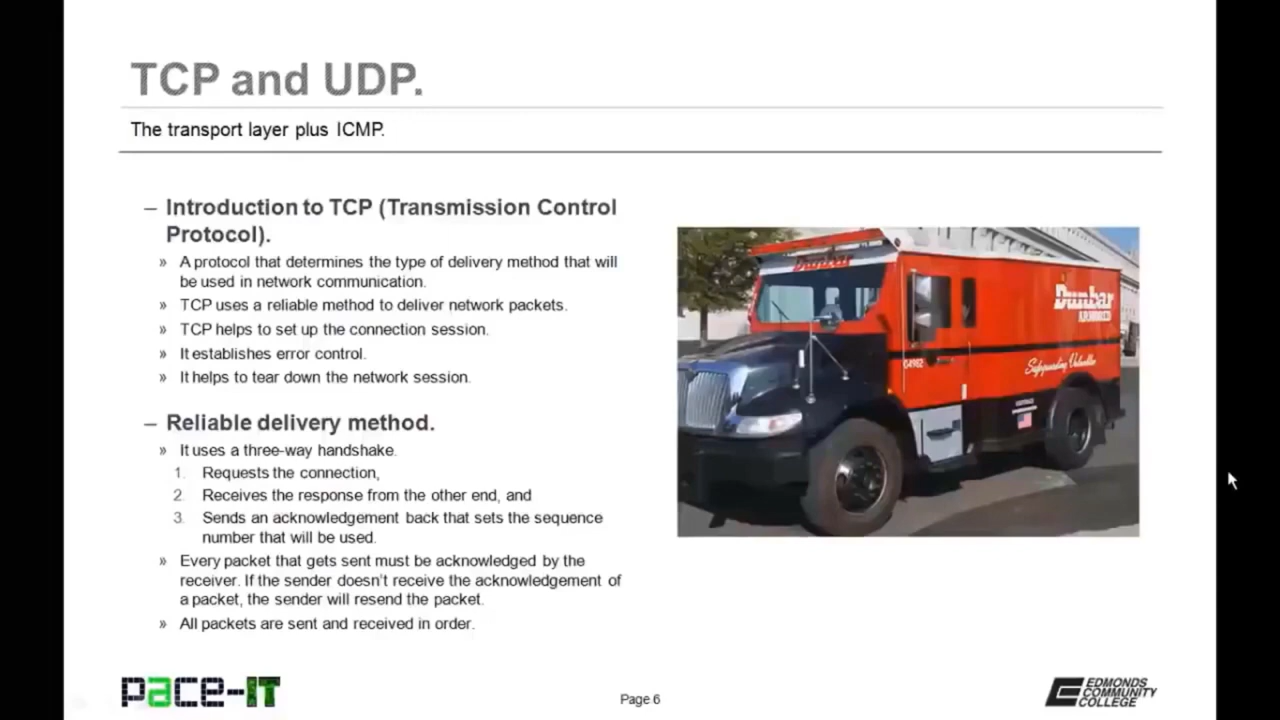 TCP and UDP.
The transport layer plus ICMP.
– Introduction to TCP (Transmission Control
Protocol).
» A protocol that determines the type of delivery method that will
be used in network communication.
» TCP uses a reliable method to deliver network packets.
» TCP helps to set up the connection session.
» It establishes error control.
» It helps to tear down the network session.
– Reliable delivery method.
» It uses a three-way handshake.
1. Requests the connection,
2. Receives the response from the other end, and
3. Sends an acknowledgement back that sets the sequence
number that will be used.
» Every packet that gets sent must be acknowledged by the
receiver. If the sender doesn't receive the acknowledgement of
a packet, the sender will resend the packet.
» All packets are sent and received in order.
Dunbar
Dunbar
ARMORED
Safeguarding Valuables
pace-IT
Page 6
EDMONDS
COMMUNITY
COLLEGE